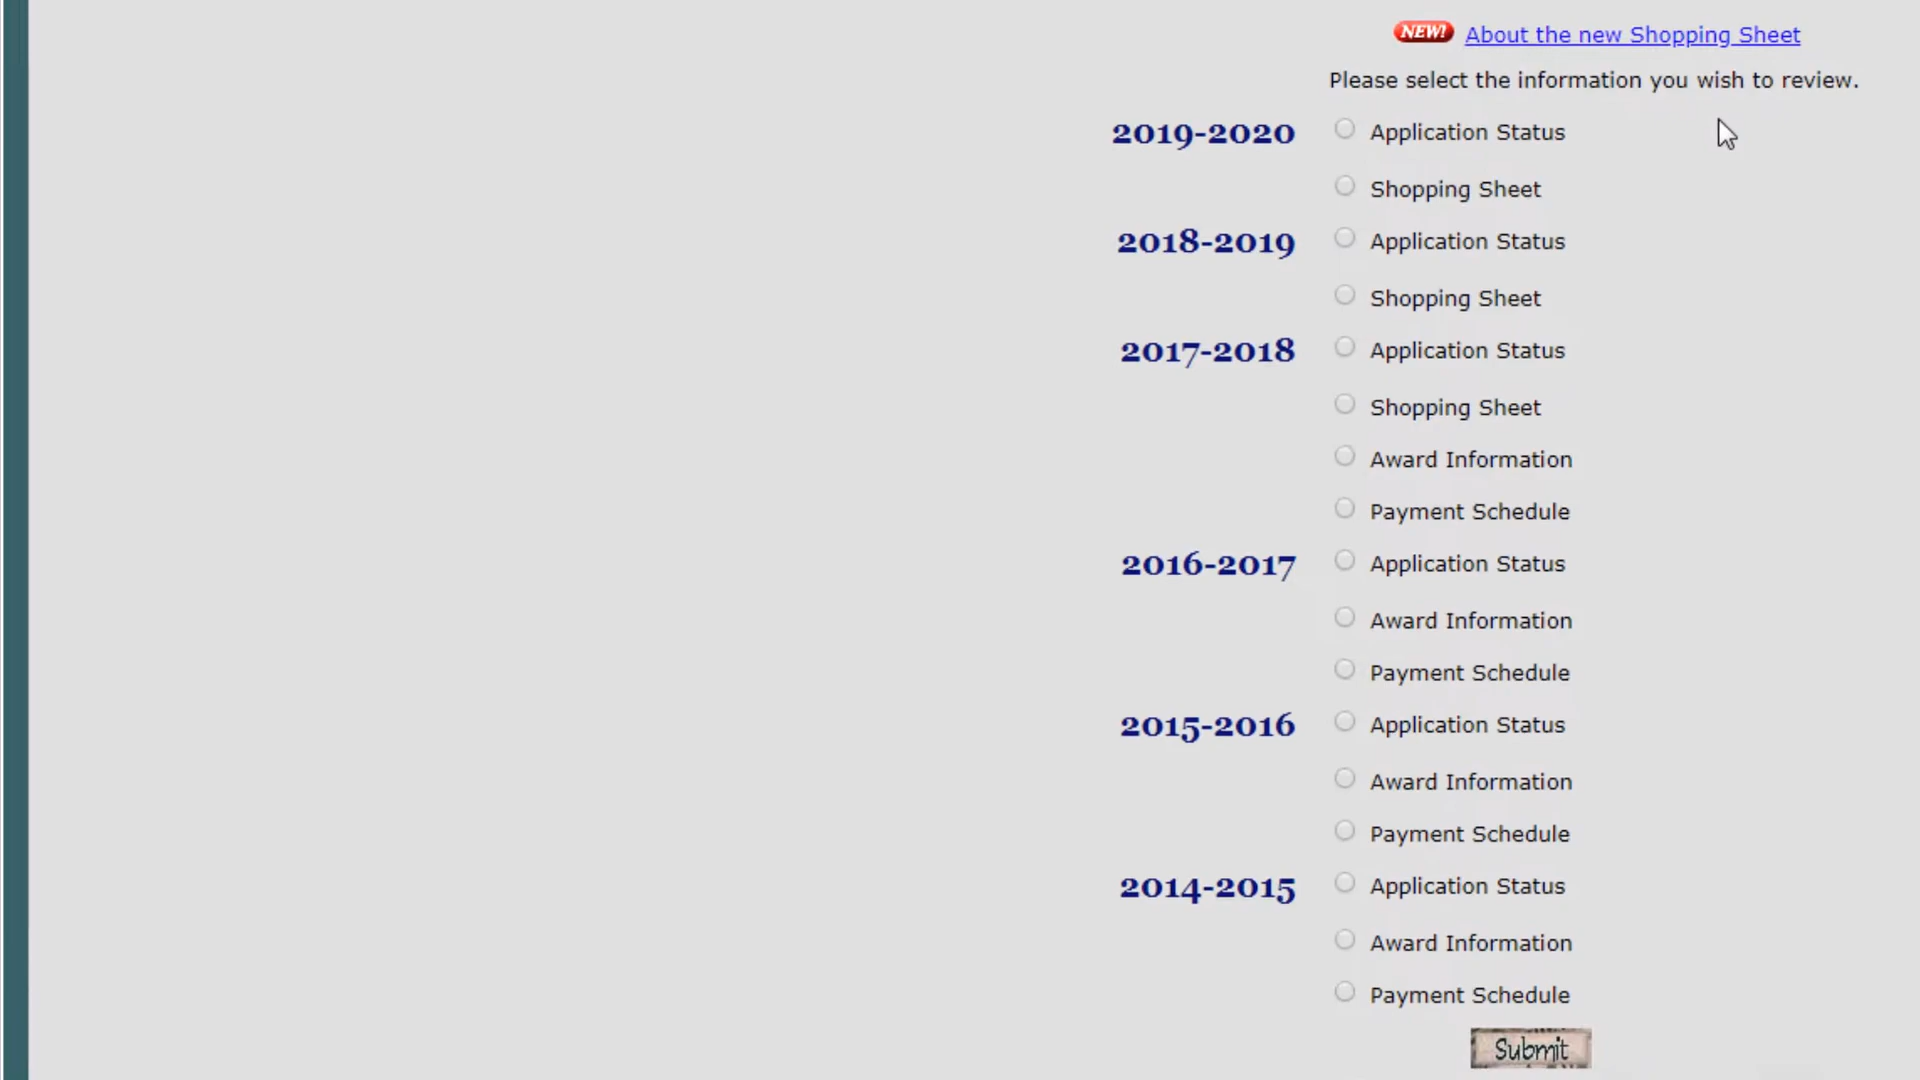 NEW! About the new Shopping Sheet
Please select the information you wish to review.
2019-2020 Application Status
Shopping Sheet
2018-2019 Application Status
Shopping Sheet
2017-2018 Application Status
Shopping Sheet
Award Information
Payment Schedule
2016-2017 Application Status
Award Information
Payment Schedule
2015-2016 Application Status
Award Information
Payment Schedule
2014-2015 Application Status
Award Information
Payment Schedule
Submit